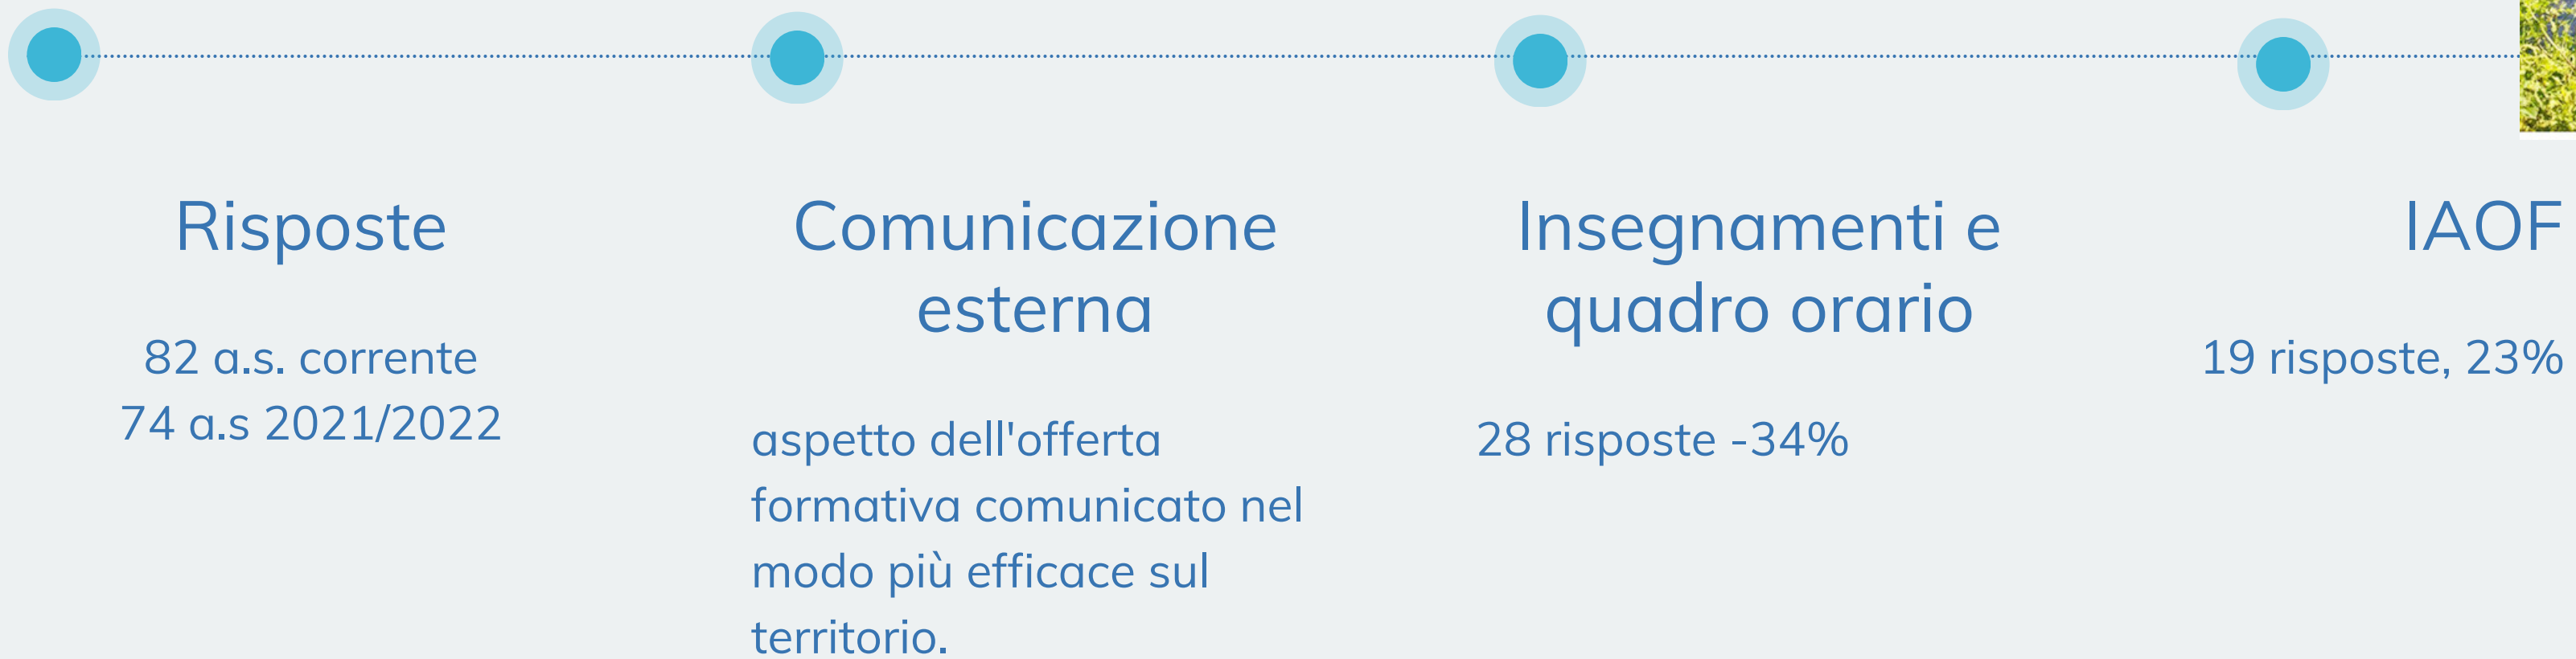 Risposte
82 a.s. corrente
74 a.s 2021/2022
Comunicazione
esterna
aspetto dell'offerta
formativa comunicato nel
modo più efficace sul
territorio.
Insegnamenti e
quadro orario
28 risposte -34%
IAOF
19 risposte, 23%